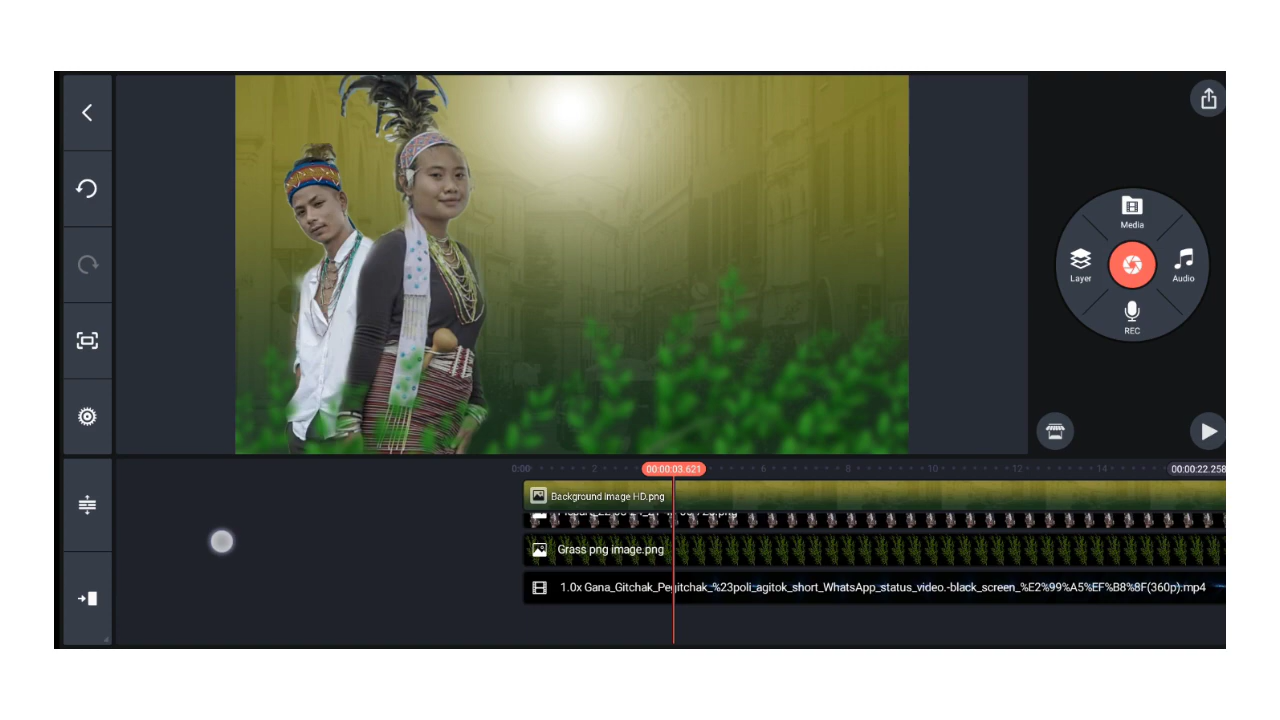 Media
Layer
Audio
REC
0:00
2
00:00:03.621
6
8
10
12
14
00:00:22.258
Background image HD.png
Grass png image.png
1.0x Gana_Gitchak_Pegitchak_%23poli_agitok_short_WhatsApp_status_video.-black_screen_%E2%99%A5%EF%B8%8F(360p).mp4